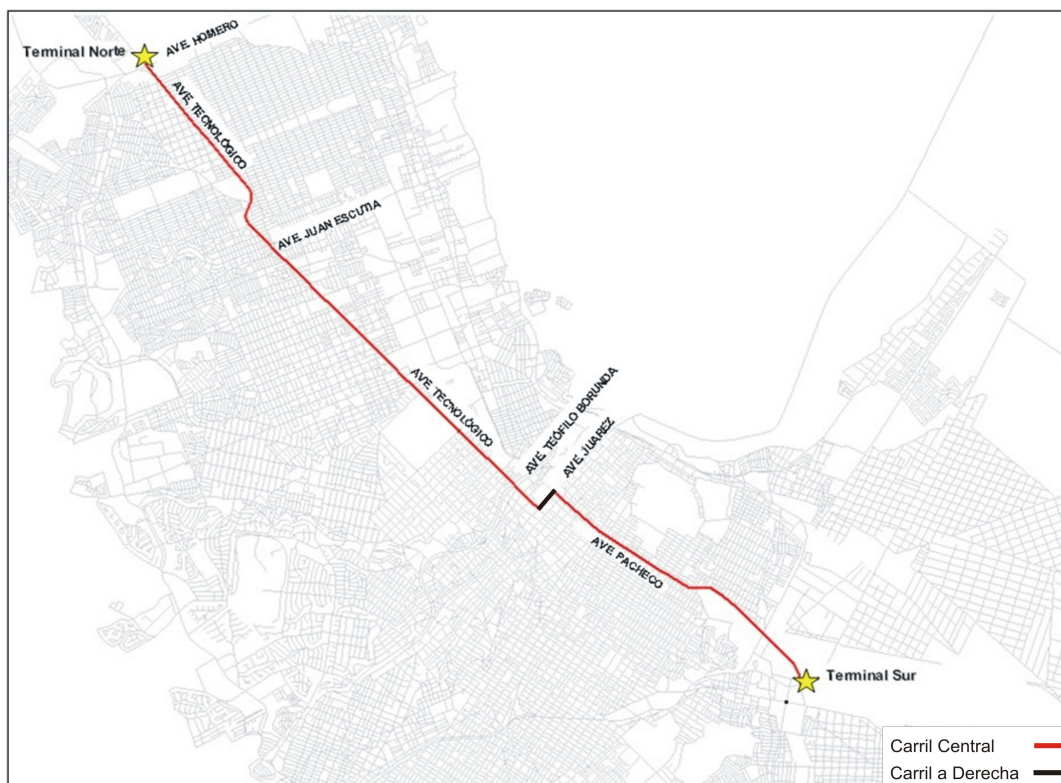 Terminal Norte
AVE. HOMERO
AVE. TECNOLÓGICO
AVE. JUAN ESCUTIA
AVE. TECNOLÓGICO
AVE. TEÓFILO BORUNDA
AVE. JUAREZ
AVE. PACHECO
Terminal Sur
Carril Central
Carril a Derecha